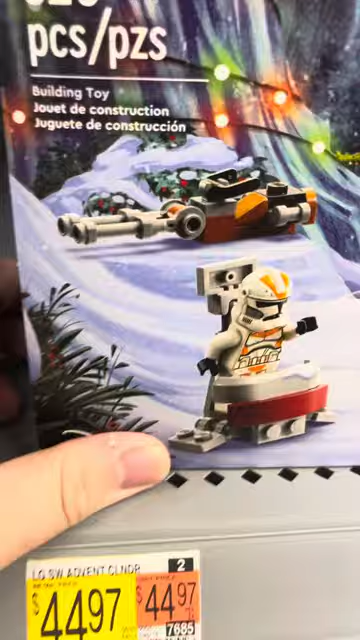 pcs/pzs
Building Toy
Jouet de construction
Juguete de construcción
LG SW ADVENT CLNDR 2
$44 97 $44 97
7685